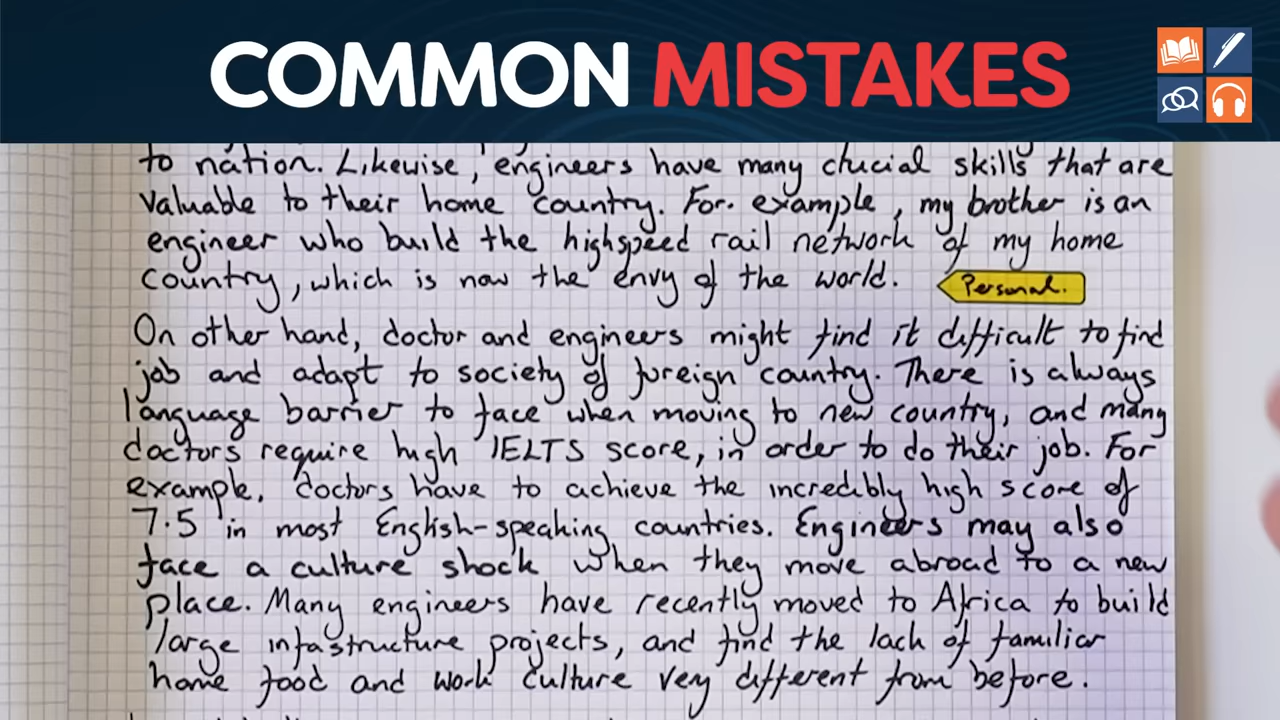 COMMON MISTAKES
to nation. Likewise, engineers have many crucial skills that are
valuable to their home country. For. example, my brother is an
engineer who build the highspeed rail network of my home
country, which is now the envy of the world.
Personal.
On other hand, doctor and engineers might find it difficult to find
job and adapt to society of foreign country. There is always
language barrier to face when moving to new country, and many
doctors require high IELTS score, in order to do their job. For
example, doctors have to achieve the incredibly high score of
7.5 in most English-speaking countries. Engineers may also
face a culture shock when they move abroad to a new
place. Many engineers have recently moved to Africa to build
large infastructure projects, and find the lack of familiar
home food and work culture very different from before.